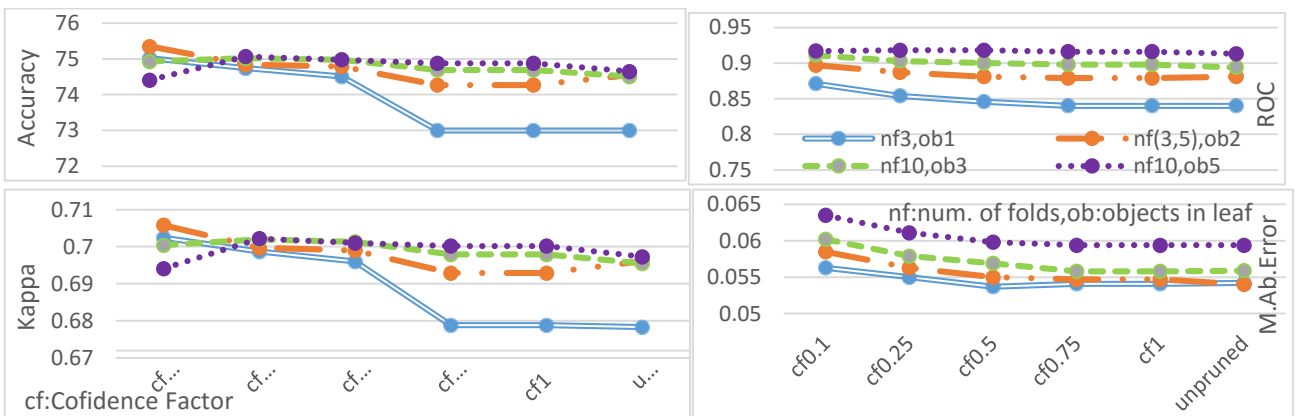 76
75
74
73
72
Accuracy
0.95
0.9
0.85
0.8
0.75
ROC
nf3,ob1
nf(3,5),ob2
nf10,ob3
nf10,ob5
0.71
0.7
0.69
0.68
0.67
Kappa
cf...
cf...
cf...
cf...
cf1
u...
cf:Cofidence Factor
0.065
0.06
0.055
0.05
nf:num. of folds,ob:objects in leaf
M.Ab.Error
cf0.1
cf0.25
cf0.5
cf0.75
cf1
unpruned